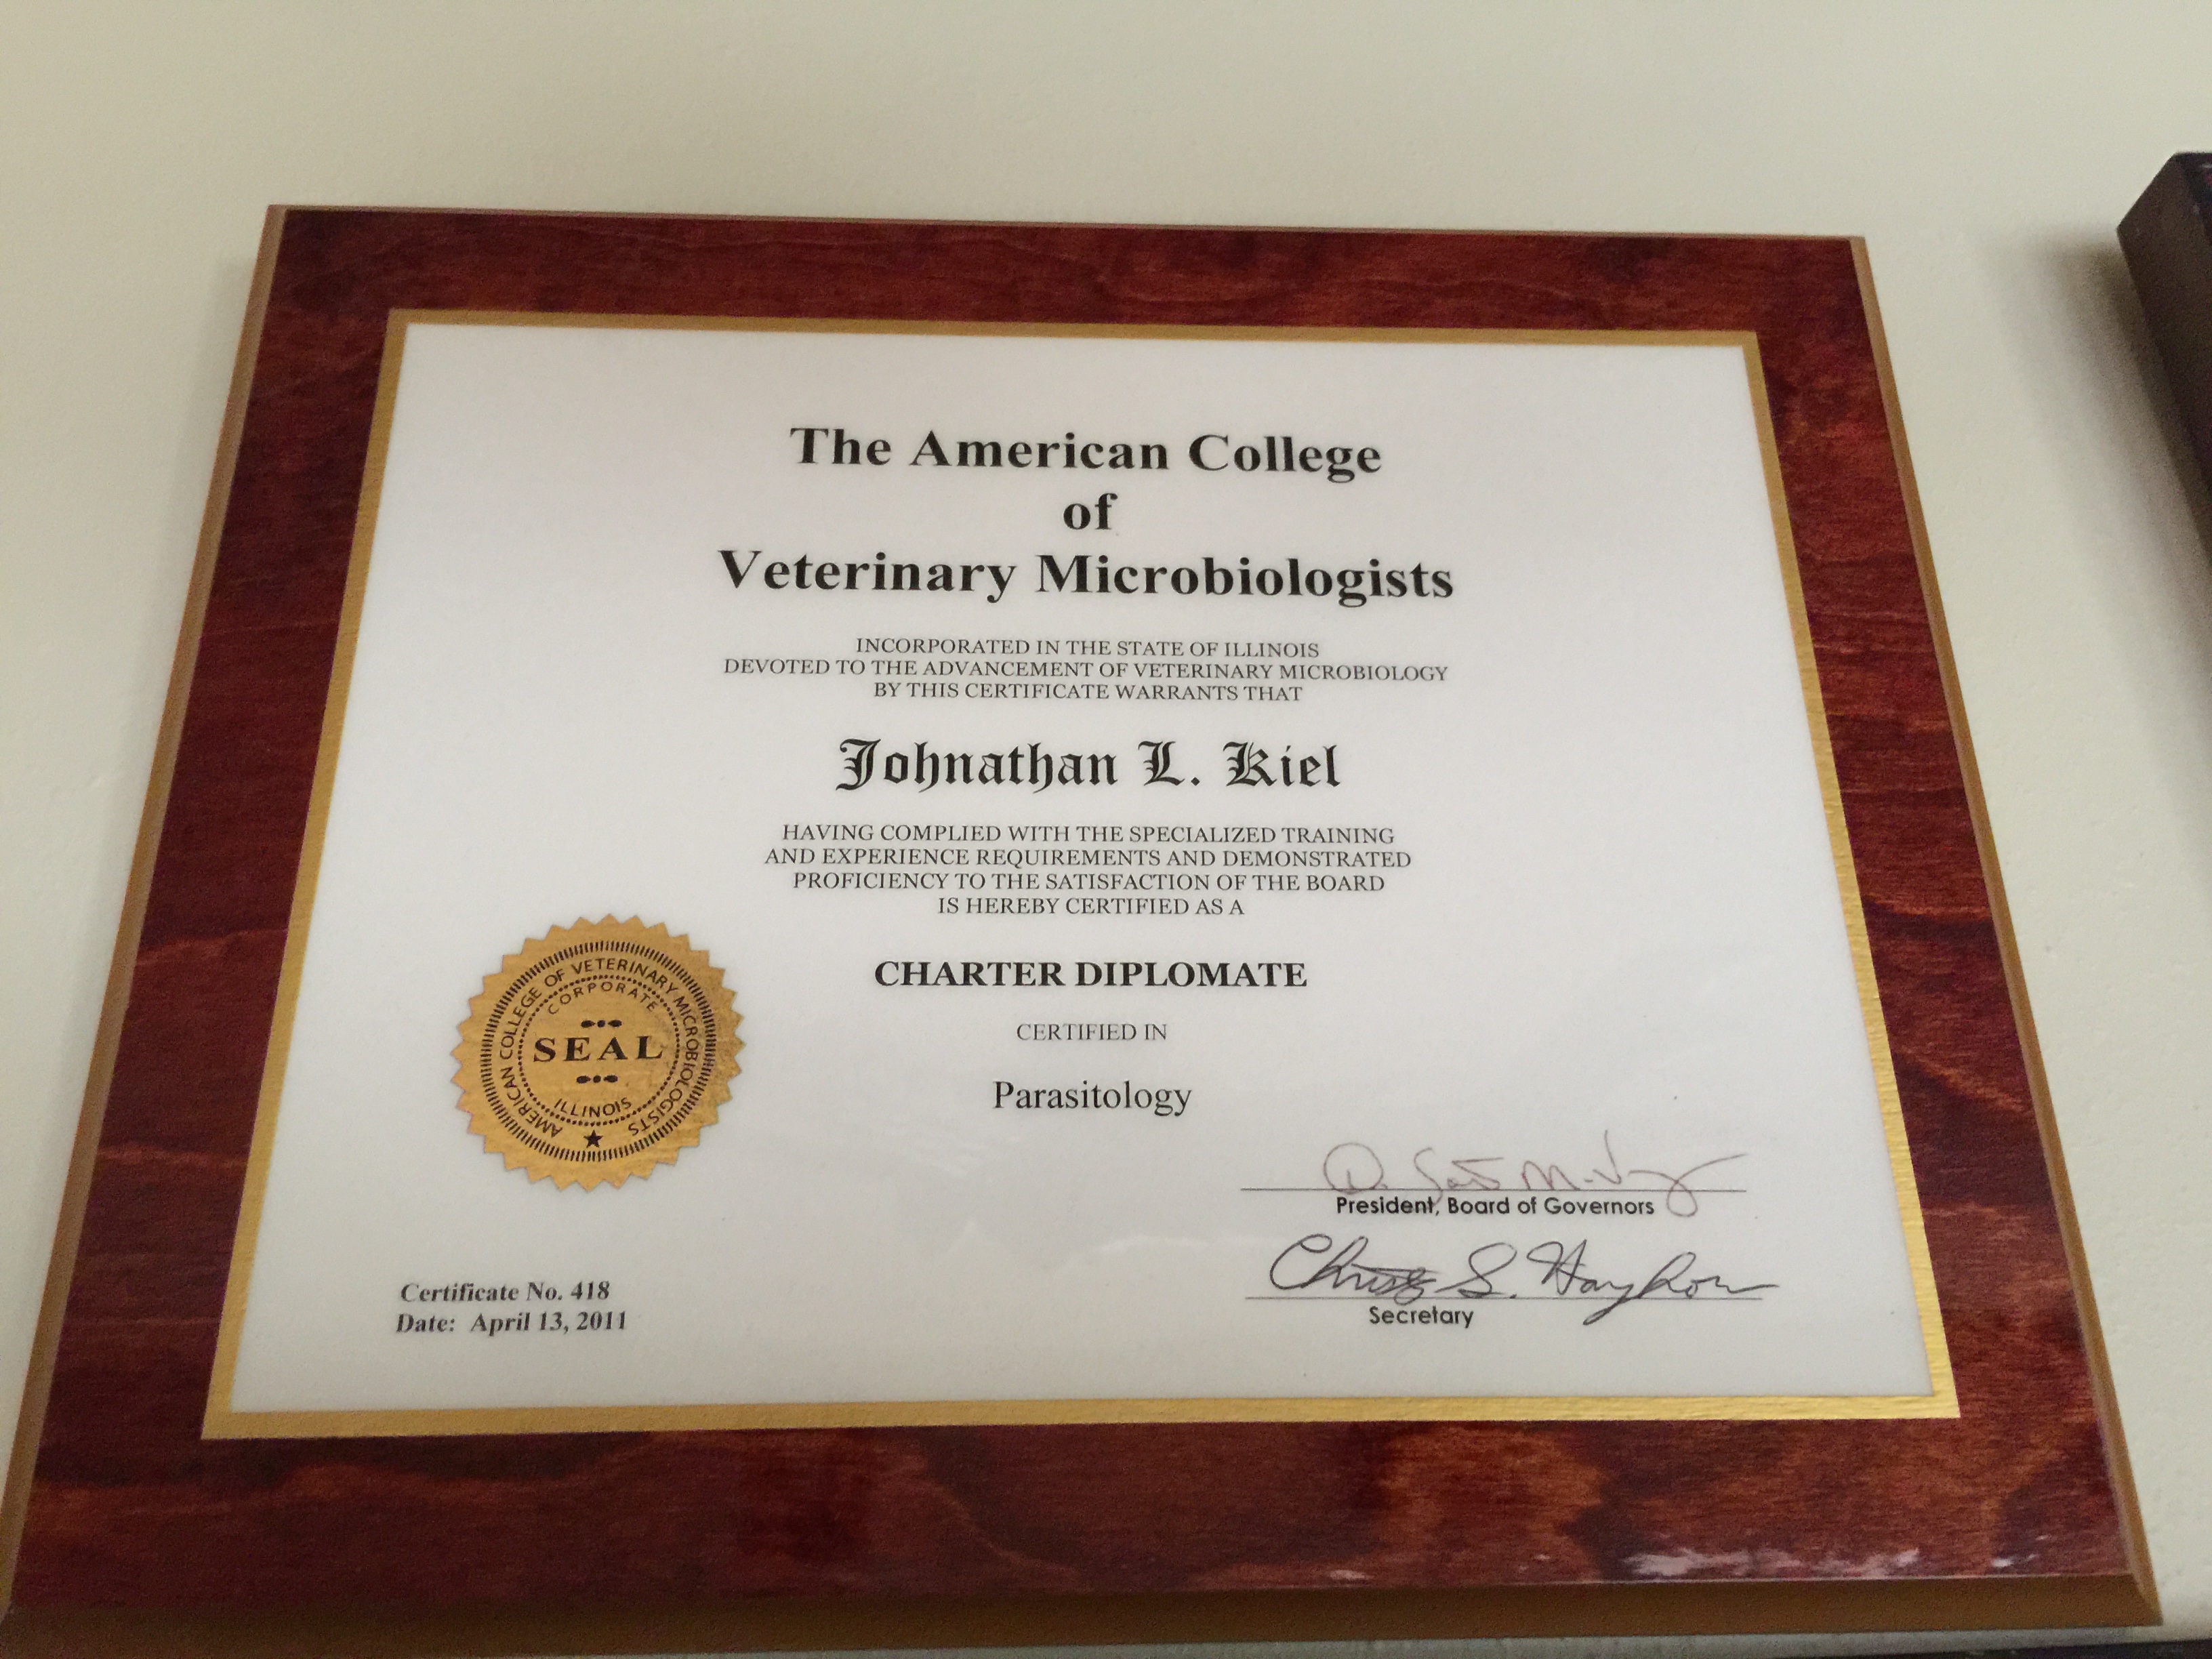 The American College
of
Veterinary Microbiologists
INCORPORATED IN THE STATE OF ILLINOIS
DEVOTED TO THE ADVANCEMENT OF VETERINARY MICROBIOLOGY
BY THIS CERTIFICATE WARRANTS THAT
Johnathan L. Kiel
HAVING COMPLIED WITH THE SPECIALIZED TRAINING
AND EXPERIENCE REQUIREMENTS AND DEMONSTRATED
PROFICIENCY TO THE SATISFACTION OF THE BOARD
IS HEREBY CERTIFIED AS A
CHARTER DIPLOMATE
CERTIFIED IN
Parasitology
AMERICAN COLLEGE OF VETERINARY MICROBIOLOGISTS
CORPORATE
SEAL
ILLINOIS
D. Scott
President, Board of Governors
S.
Secretary
Certificate No. 418
Date: April 13, 2011